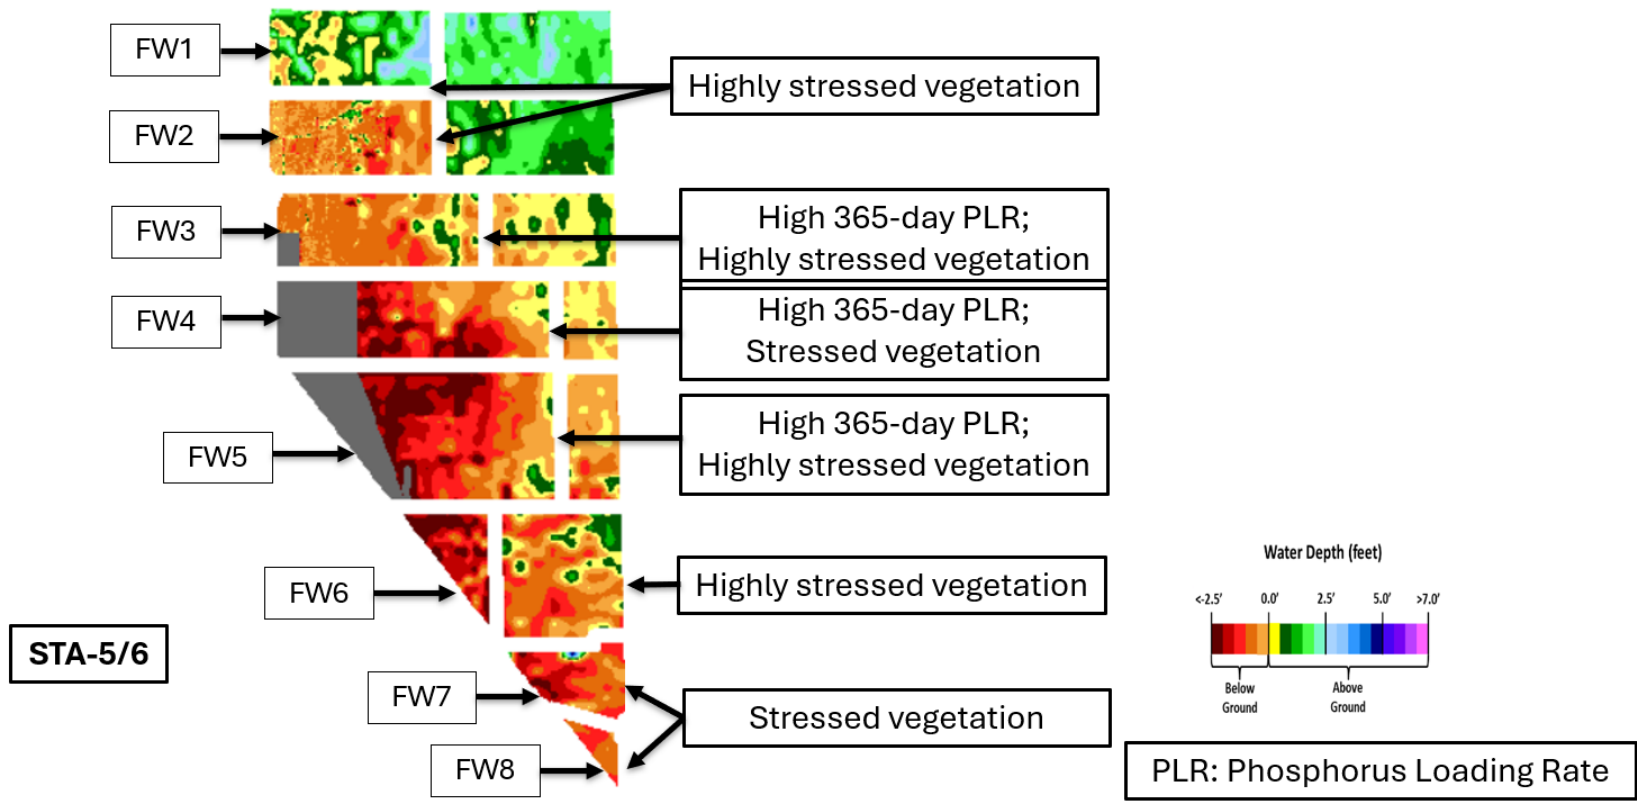 FW1
Highly stressed vegetation
FW2
FW3
High 365-day PLR;
Highly stressed vegetation
FW4
High 365-day PLR;
Stressed vegetation
FW5
High 365-day PLR;
Highly stressed vegetation
FW6
Highly stressed vegetation
STA-5/6
FW7
Stressed vegetation
FW8
Water Depth (feet)
<-2.5' 0.0' 2.5' 5.0' >7.0'
Below
Ground
Above
Ground
PLR: Phosphorus Loading Rate